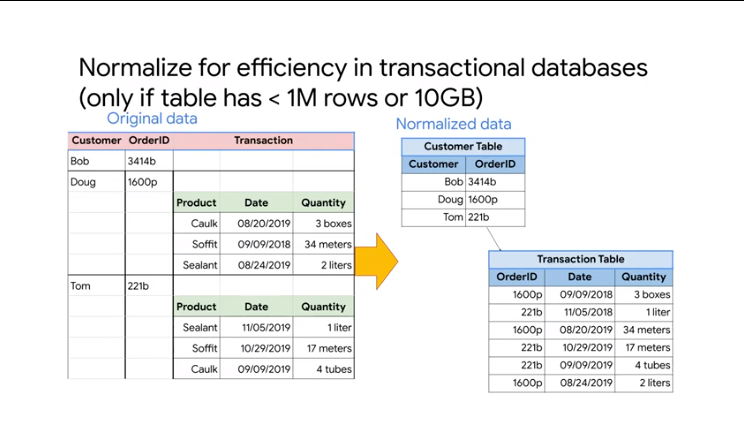 Normalize for efficiency in transactional databases
(only if table has < 1M rows or 10GB)
Original data
Customer OrderID Transaction
Bob 3414b
Doug 1600p
Product Date Quantity
Caulk 08/20/2019 3 boxes
Soffit 09/09/2018 34 meters
Sealant 08/24/2019 2 liters
Tom 221b
Product Date Quantity
Sealant 11/05/2019 1 liter
Soffit 10/29/2019 17 meters
Caulk 09/09/2019 4 tubes
Normalized data
Customer Table
Customer OrderID
Bob 3414b
Doug 1600p
Tom 221b
Transaction Table
OrderID Date Quantity
1600p 09/09/2018 3 boxes
221b 11/05/2018 1 liter
1600p 08/20/2019 34 meters
221b 10/29/2019 17 meters
221b 09/09/2019 4 tubes
1600p 08/24/2019 2 liters